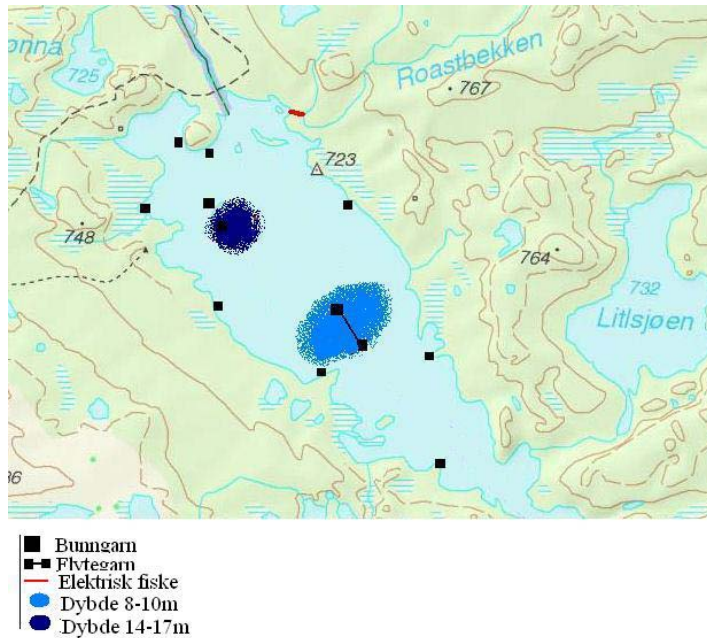 onna
725
Roastbekken
767
723
748
764
732
Litlsjøen
36
Bunngarn
Flytegarn
Elektrisk fiske
Dybde 8-10m
Dybde 14-17m